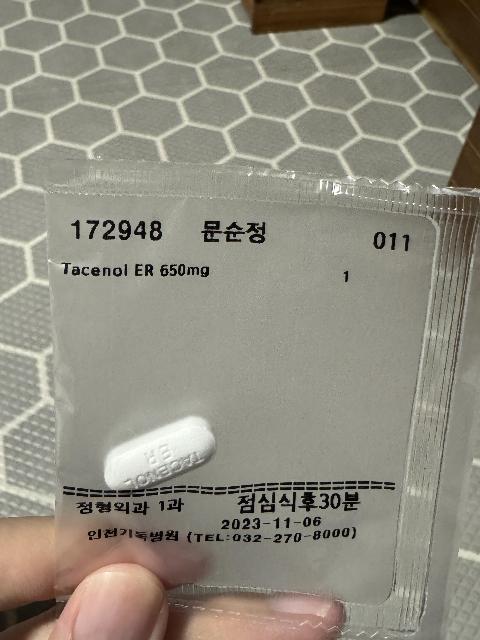 172948 문순정 011
Tacenol ER 650mg 1
TACENOL
ER
정형외과 1과 점심식후30분
2023-11-06
인천기독병원 (TEL:032-270-8000)